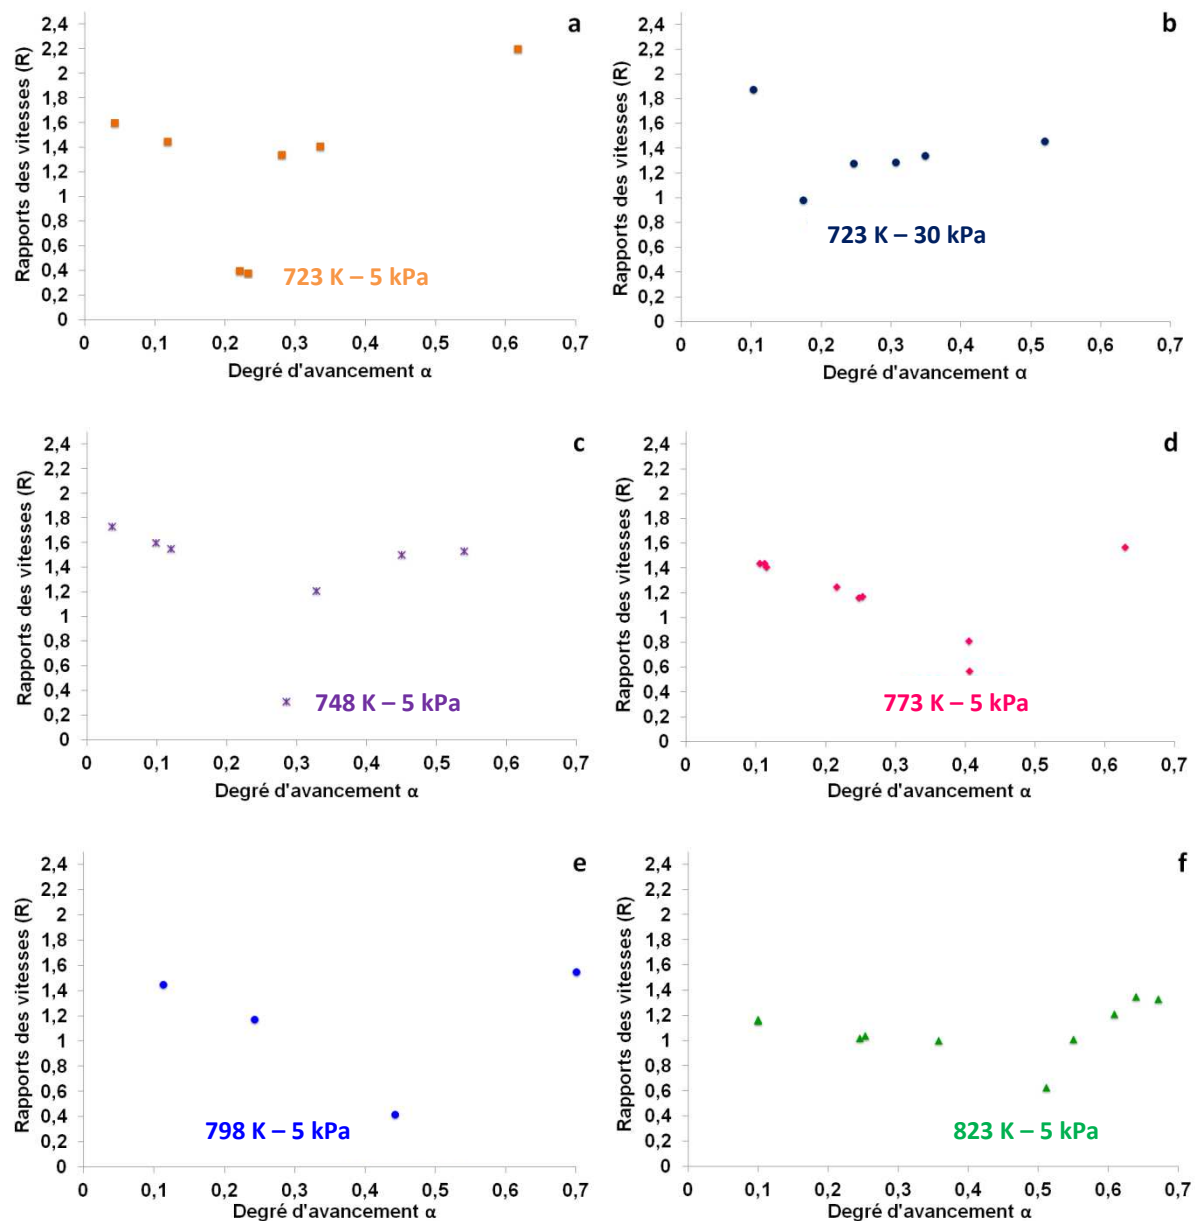 a
Rapports des vitesses (R)
2,4
2,2
2
1,8
1,6
1,4
1,2
1
0,8
0,6
0,4
0,2
0
723 K – 5 kPa
0 0,1 0,2 0,3 0,4 0,5 0,6 0,7
Degré d'avancement α
b
Rapports des vitesses (R)
2,4
2,2
2
1,8
1,6
1,4
1,2
1
0,8
0,6
0,4
0,2
0
723 K – 30 kPa
0 0,1 0,2 0,3 0,4 0,5 0,6 0,7
Degré d'avancement α
c
Rapports des vitesses (R)
2,4
2,2
2
1,8
1,6
1,4
1,2
1
0,8
0,6
0,4
0,2
0
748 K – 5 kPa
0 0,1 0,2 0,3 0,4 0,5 0,6 0,7
Degré d'avancement α
d
Rapports des vitesses (R)
2,4
2,2
2
1,8
1,6
1,4
1,2
1
0,8
0,6
0,4
0,2
0
773 K – 5 kPa
0 0,1 0,2 0,3 0,4 0,5 0,6 0,7
Degré d'avancement α
e
Rapports des vitesses (R)
2,4
2,2
2
1,8
1,6
1,4
1,2
1
0,8
0,6
0,4
0,2
0
798 K – 5 kPa
0 0,1 0,2 0,3 0,4 0,5 0,6 0,7
Degré d'avancement α
f
Rapports des vitesses (R)
2,4
2,2
2
1,8
1,6
1,4
1,2
1
0,8
0,6
0,4
0,2
0
823 K – 5 kPa
0 0,1 0,2 0,3 0,4 0,5 0,6 0,7
Degré d'avancement α